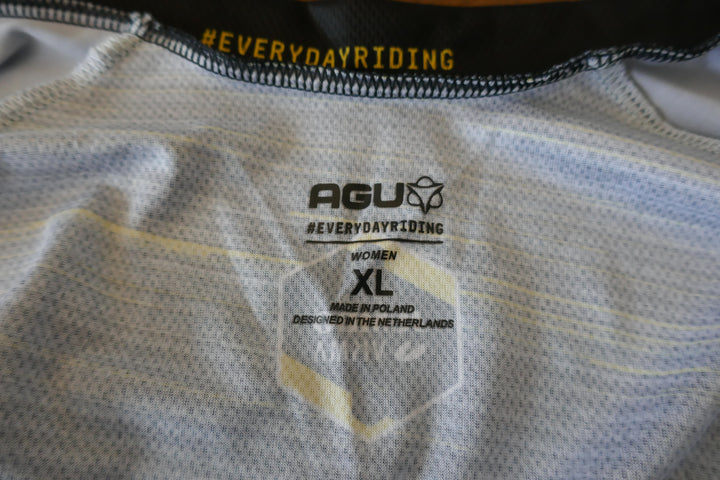 #EVERYDAYRIDING
AGU
#EVERYDAYRIDING
WOMEN
XL
MADE IN POLAND
DESIGNED IN THE NETHERLANDS